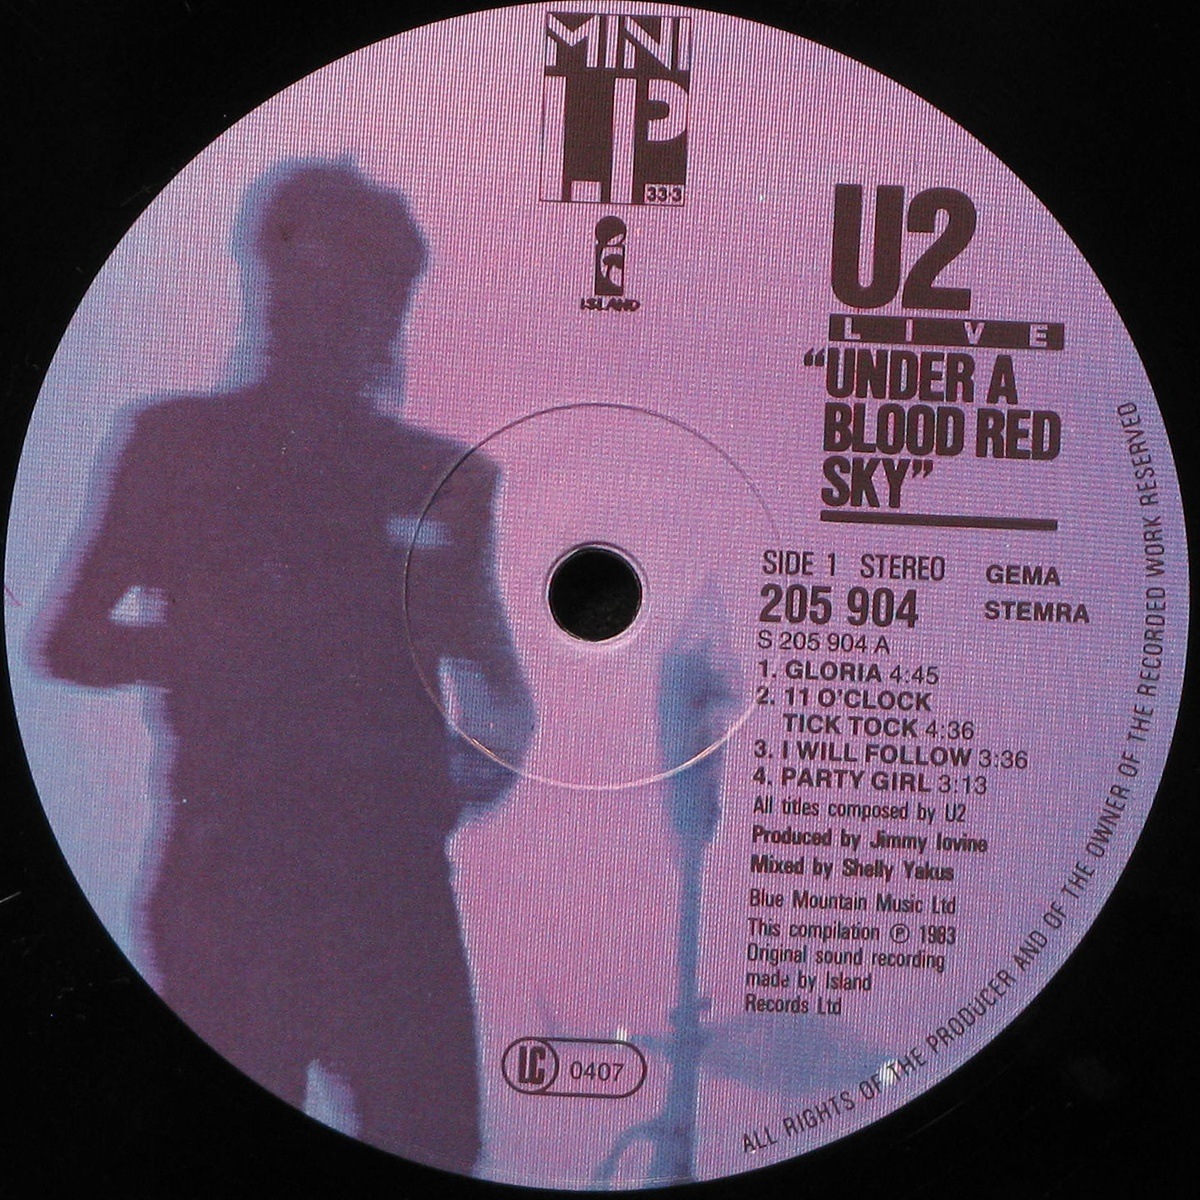 MINI
LP
33·3
ISLAND
U2
LIVE
“UNDER A
BLOOD RED
SKY”
SIDE 1 STEREO GEMA
205 904 STEMRA
S 205 904 A
1. GLORIA 4:45
2. 11 O'CLOCK
TICK TOCK 4:36
3. I WILL FOLLOW 3:36
4. PARTY GIRL 3:13
All titles composed by U2
Produced by Jimmy Iovine
Mixed by Shelly Yakus
Blue Mountain Music Ltd
This compilation ℗ 1983
Original sound recording
made by Island
Records Ltd
LC 0407
ALL RIGHTS OF THE PRODUCER AND OF THE OWNER OF THE RECORDED WORK RESERVED